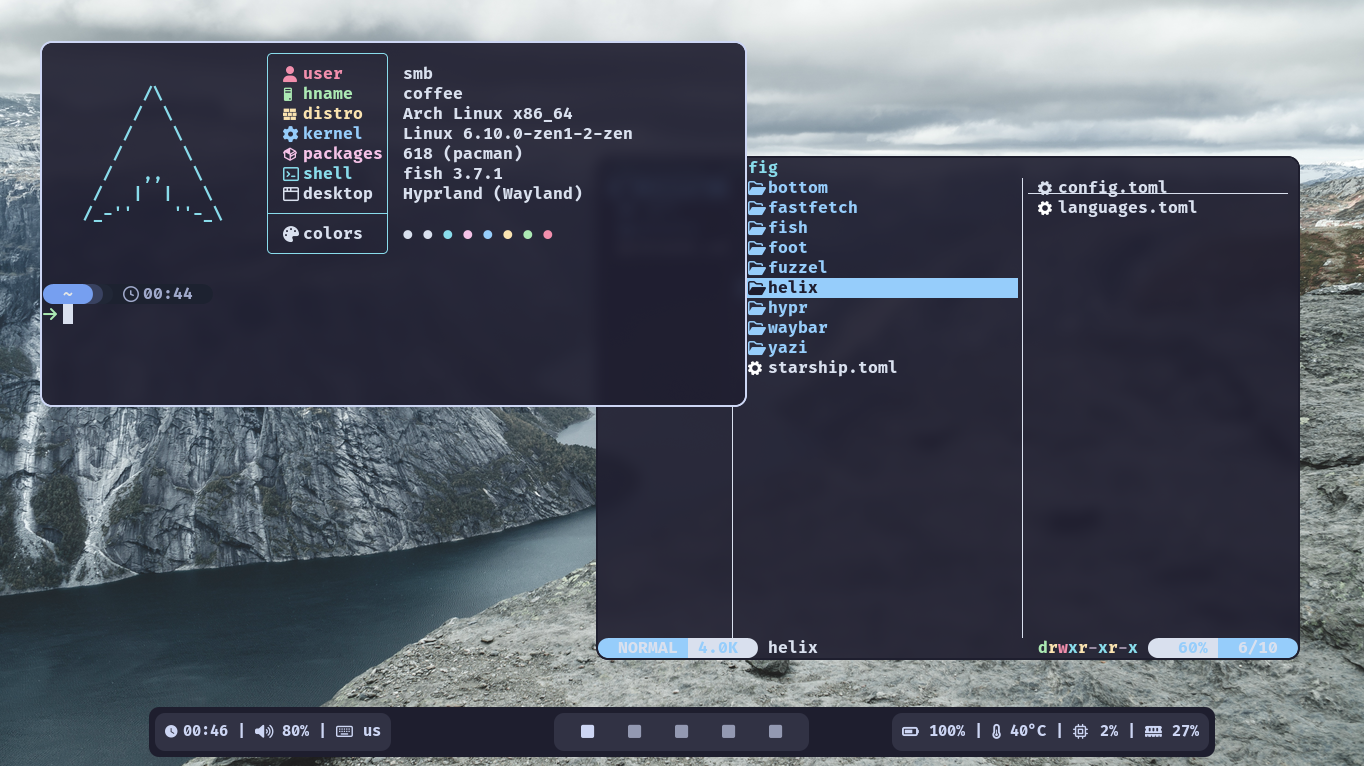 user smb
hname coffee
distro Arch Linux x86_64
kernel Linux 6.10.0-zen1-2-zen
packages 618 (pacman)
shell fish 3.7.1
desktop Hyprland (Wayland)
colors
~ 00:44
fig
bottom
fastfetch
fish
foot
fuzzel
helix
hypr
waybar
yazi
starship.toml
config.toml
languages.toml
NORMAL 4.0K helix drwxr-xr-x 60% 6/10
00:46 | 80% | us
100% | 40°C | 2% | 27%